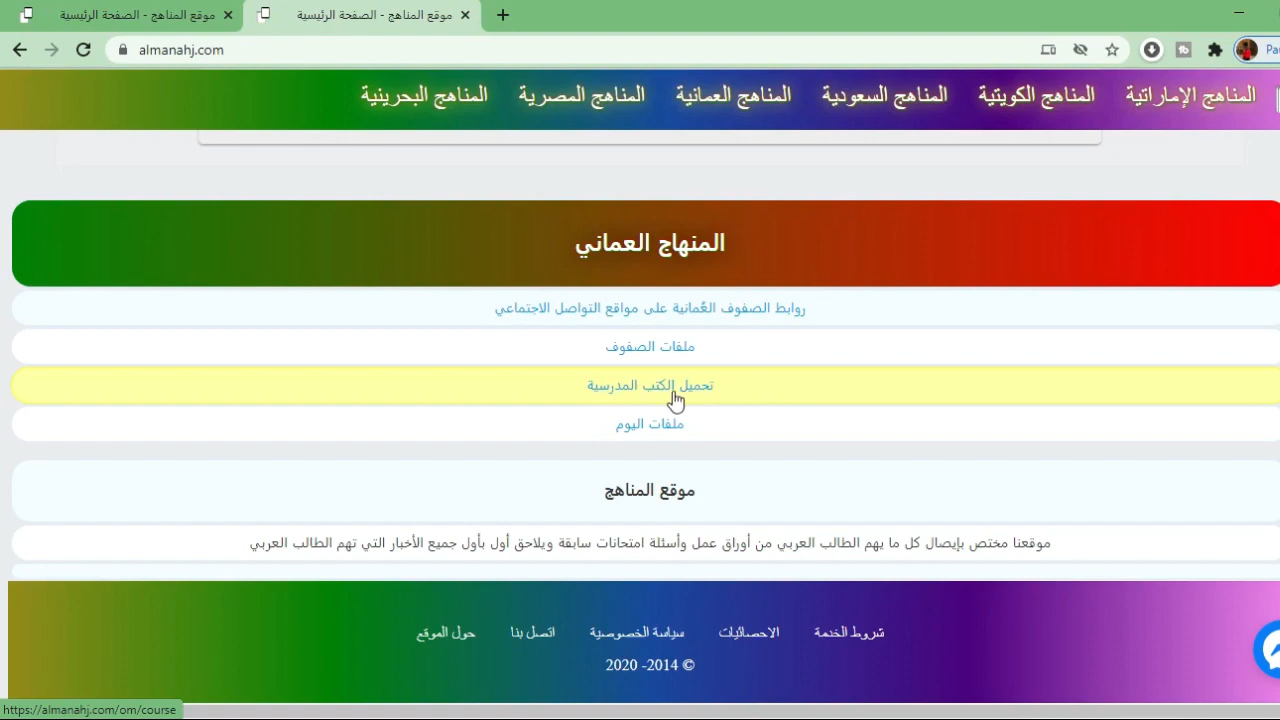 موقع المناهج - الصفحة الرئيسية
موقع المناهج - الصفحة الرئيسية
almanahj.com
المناهج الإماراتية
المناهج الكويتية
المناهج السعودية
المناهج العمانية
المناهج المصرية
المناهج البحرينية
المنهاج العماني
روابط الصفوف العُمانية على مواقع التواصل الاجتماعي
ملفات الصفوف
تحميل الكتب المدرسية
ملفات اليوم
موقع المناهج
موقعنا مختص بإيصال كل ما يهم الطالب العربي من أوراق عمل وأسئلة امتحانات سابقة ويلاحق أول بأول جميع الأخبار التي تهم الطالب العربي
شروط الخدمة
الاحصائيات
سياسة الخصوصية
اتصل بنا
حول الموقع
© 2014- 2020
https://almanahj.com/om/course